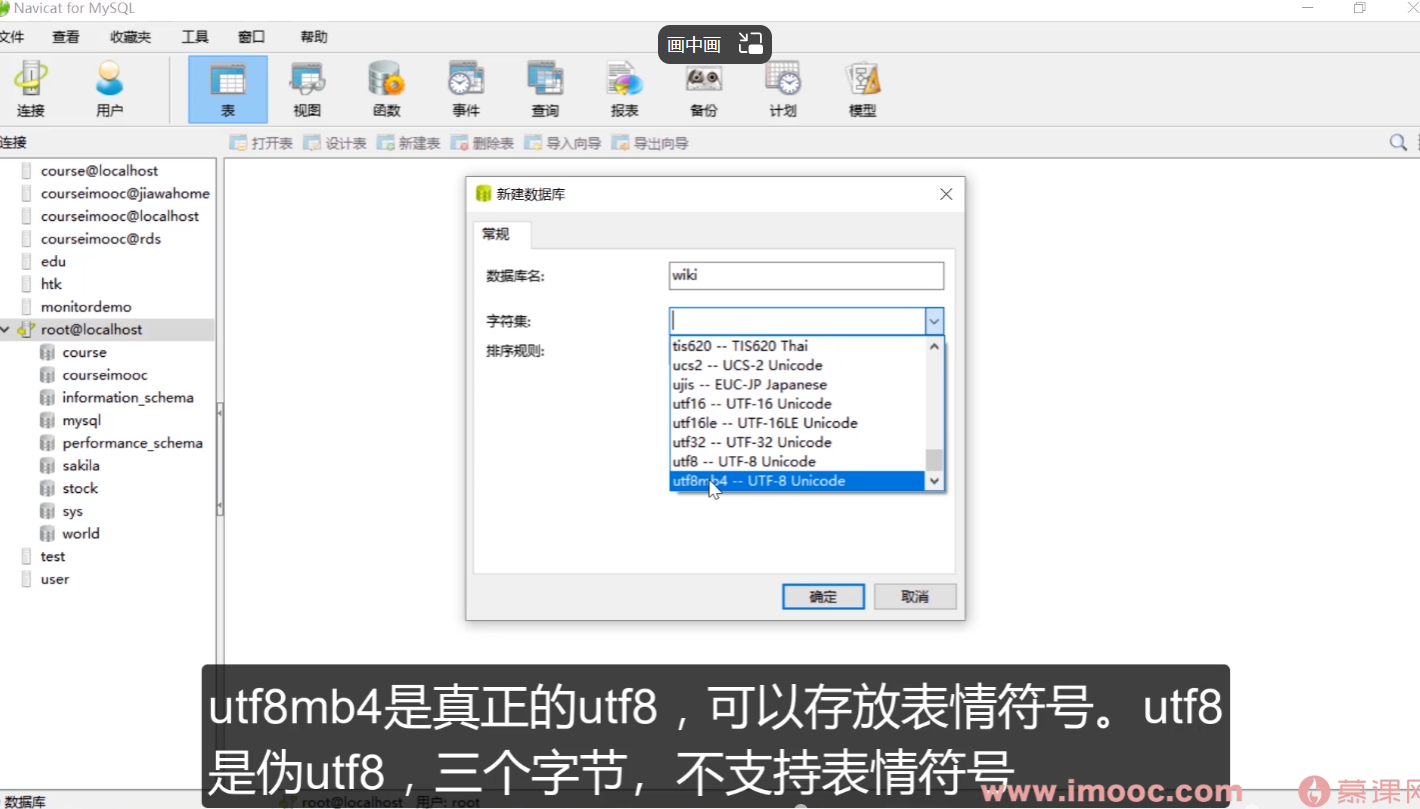 Navicat for MySQL
文件 查看 收藏夹 工具 窗口 帮助
画中画
连接 用户 表 视图 函数 事件 查询 报表 备份 计划 模型
连接
打开表 设计表 新建表 删除表 导入向导 导出向导
course@localhost
courseimooc@jiawahome
courseimooc@localhost
courseimooc@rds
edu
htk
monitordemo
root@localhost
course
courseimooc
information_schema
mysql
performance_schema
sakila
stock
sys
world
test
user
新建数据库
常规
数据库名: wiki
字符集:
排序规则:
tis620 -- TIS620 Thai
ucs2 -- UCS-2 Unicode
ujis -- EUC-JP Japanese
utf16 -- UTF-16 Unicode
utf16le -- UTF-16LE Unicode
utf32 -- UTF-32 Unicode
utf8 -- UTF-8 Unicode
utf8mb4 -- UTF-8 Unicode
确定 取消
utf8mb4是真正的utf8，可以存放表情符号。utf8
是伪utf8，三个字节，不支持表情符号
www.imooc.com 慕课网
数据库 root@localhost 用户: root